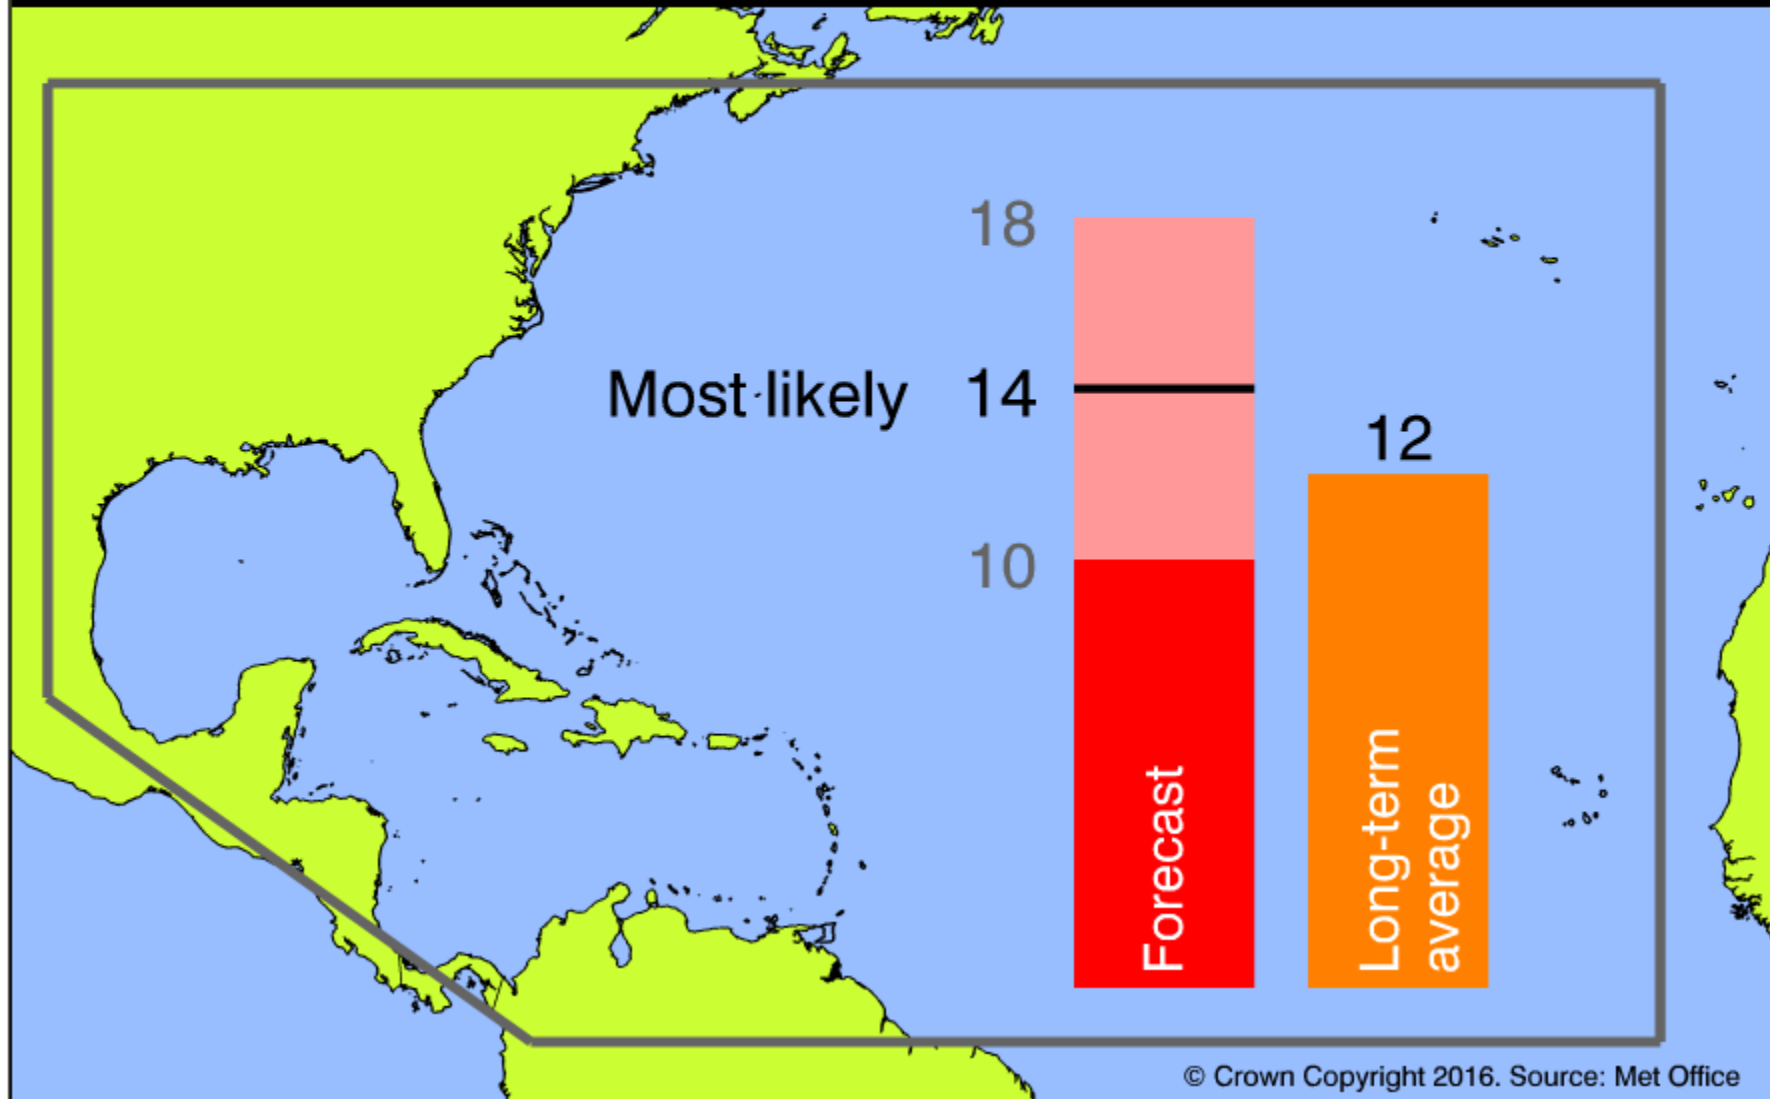 18
Most likely 14
12
10
Forecast
Long-term
average
© Crown Copyright 2016. Source: Met Office